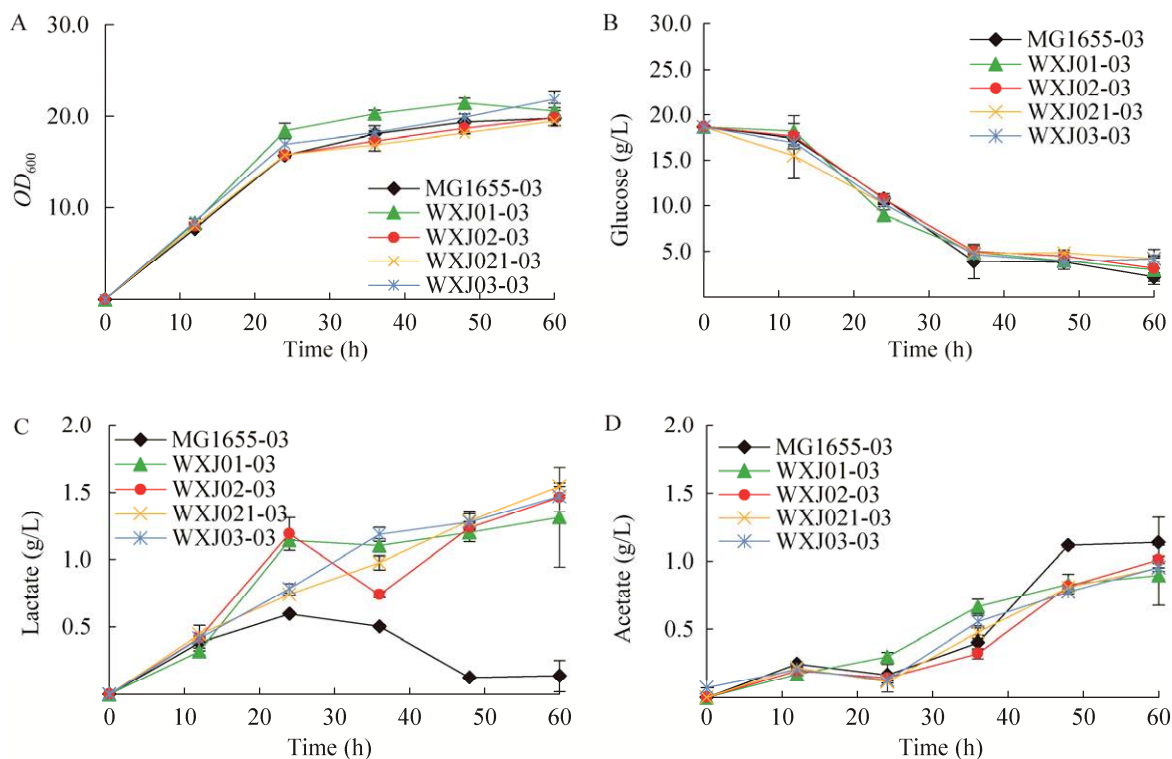 A
30.0
20.0
10.0
OD600
MG1655-03
WXJ01-03
WXJ02-03
WXJ021-03
WXJ03-03
0 10 20 30 40 50 60
Time (h)
B
30.0
25.0
20.0
15.0
10.0
5.0
Glucose (g/L)
MG1655-03
WXJ01-03
WXJ02-03
WXJ021-03
WXJ03-03
0 10 20 30 40 50 60
Time (h)
C
2.0
1.5
1.0
0.5
Lactate (g/L)
MG1655-03
WXJ01-03
WXJ02-03
WXJ021-03
WXJ03-03
0 10 20 30 40 50 60
Time (h)
D
2.0
1.5
1.0
0.5
Acetate (g/L)
MG1655-03
WXJ01-03
WXJ02-03
WXJ021-03
WXJ03-03
0 10 20 30 40 50 60
Time (h)